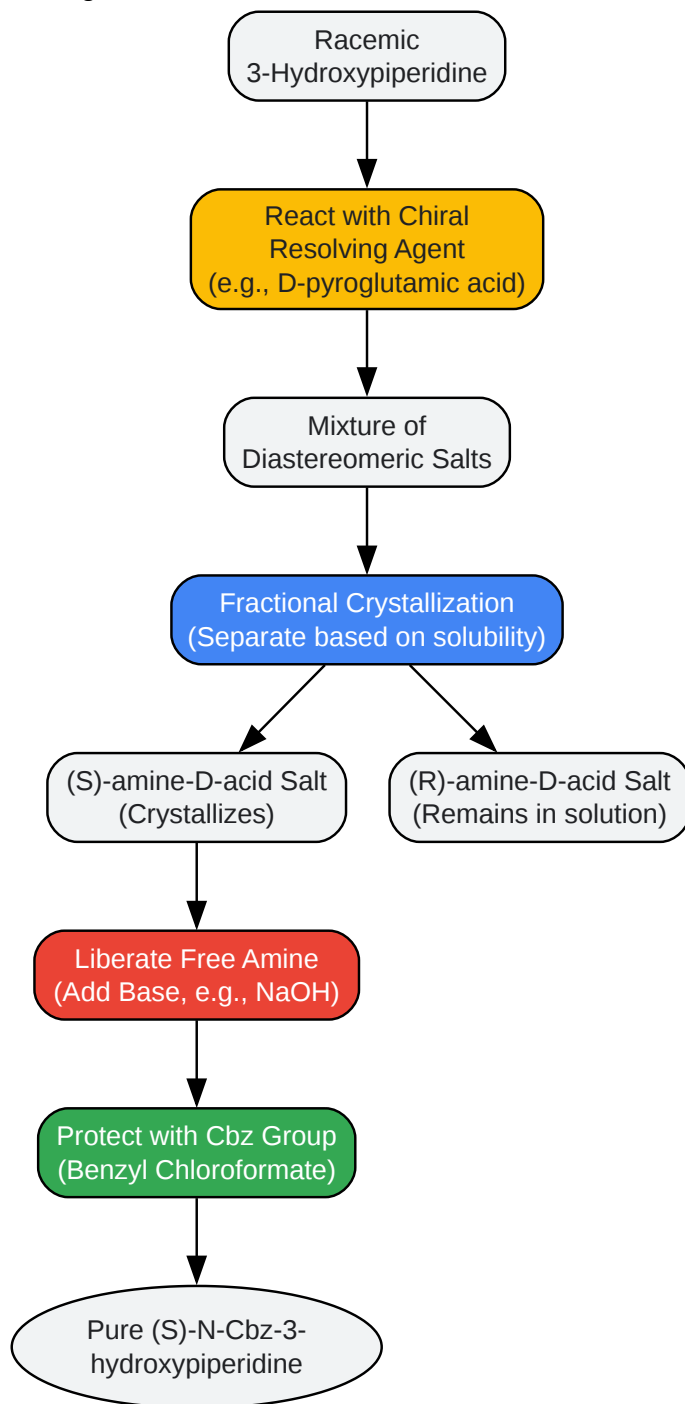 Racemic
3-Hydroxypiperidine
React with Chiral
Resolving Agent
(e.g., D-pyroglutamic acid)
Mixture of
Diastereomeric Salts
Fractional Crystallization
(Separate based on solubility)
(S)-amine-D-acid Salt
(Crystallizes)
(R)-amine-D-acid Salt
(Remains in solution)
Liberate Free Amine
(Add Base, e.g., NaOH)
Protect with Cbz Group
(Benzyl Chloroformate)
Pure (S)-N-Cbz-3-
hydroxypiperidine